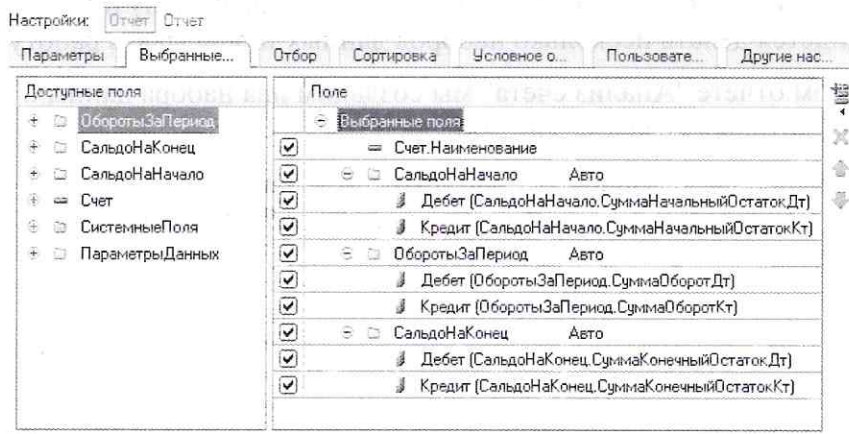 Настройки: Отчет Отчет
Параметры Выбранные... Отбор Сортировка Условное о... Пользовате... Другие нас...
Доступные поля
ОборотыЗаПериод
СальдоНаКонец
СальдоНаНачало
Счет
СистемныеПоля
ПараметрыДанных
Поле
Выбранные поля
Счет.Наименование
СальдоНаНачало Авто
Дебет (СальдоНаНачало.СуммаНачальныйОстатокДт)
Кредит (СальдоНаНачало.СуммаНачальныйОстатокКт)
ОборотыЗаПериод Авто
Дебет (ОборотыЗаПериод.СуммаОборотДт)
Кредит (ОборотыЗаПериод.СуммаОборотКт)
СальдоНаКонец Авто
Дебет (СальдоНаКонец.СуммаКонечныйОстатокДт)
Кредит (СальдоНаКонец.СуммаКонечныйОстатокКт)